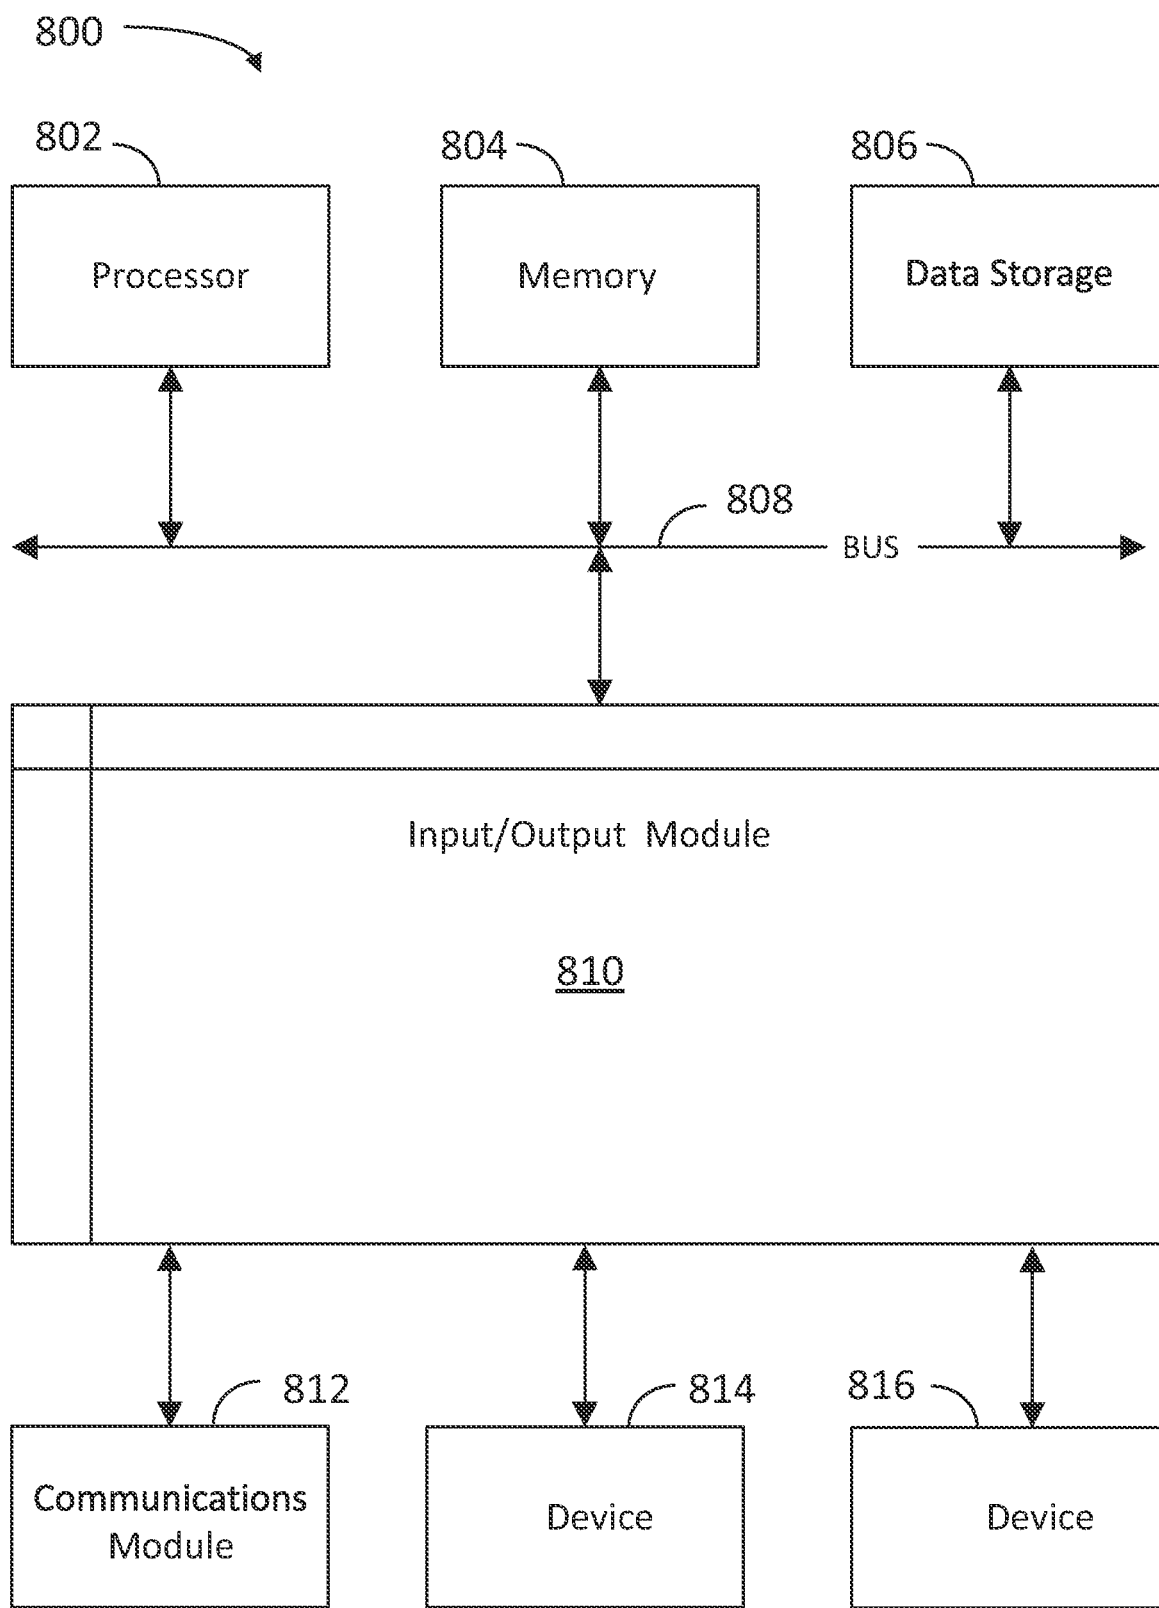 800
802
804
806
Processor
Memory
Data Storage
808
BUS
Input/Output Module
810
812
814
816
Communications
Module
Device
Device